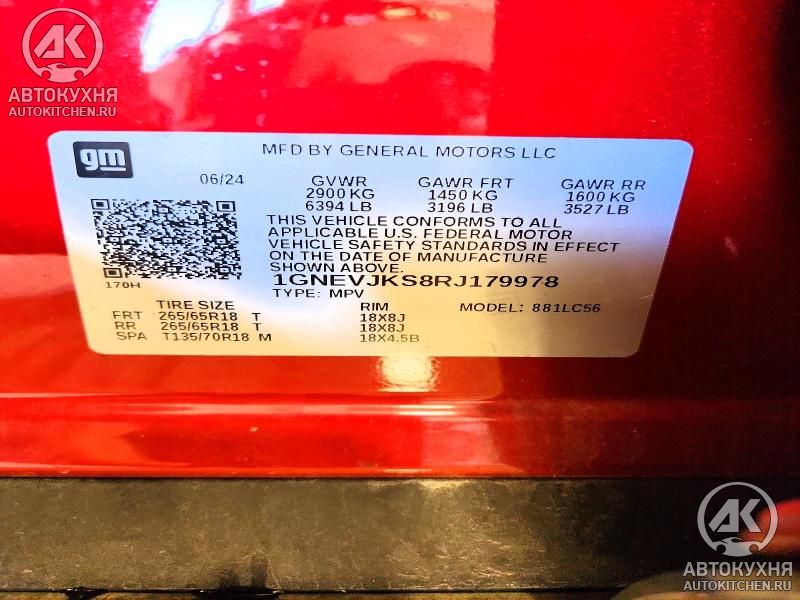 AK
АВТОКУХНЯ
AUTOKITCHEN.RU
gm
MFD BY GENERAL MOTORS LLC
06/24 GVWR GAWR FRT GAWR RR
2900 KG 1450 KG 1600 KG
6394 LB 3196 LB 3527 LB
THIS VEHICLE CONFORMS TO ALL
APPLICABLE U.S. FEDERAL MOTOR
VEHICLE SAFETY STANDARDS IN EFFECT
ON THE DATE OF MANUFACTURE
SHOWN ABOVE.
170H
1GNEVJKS8RJ179978
TYPE: MPV
TIRE SIZE RIM MODEL: 881LC56
FRT 265/65R18 T 18X8J
RR 265/65R18 T 18X8J
SPA T135/70R18 M 18X4.5B
AK
АВТОКУХНЯ
AUTOKITCHEN.RU